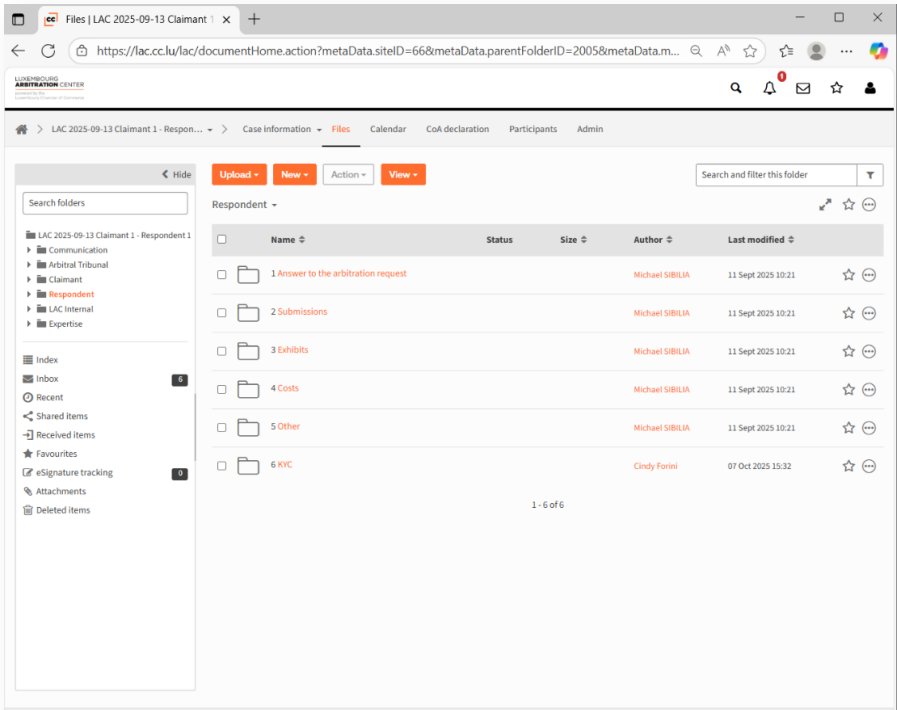 cc Files | LAC 2025-09-13 Claimant 1
https://lac.cc.lu/lac/documentHome.action?metaData.siteID=66&metaData.parentFolderID=2005&metaData.m...
LUXEMBOURG
ARBITRATION CENTER
1
LAC 2025-09-13 Claimant 1 - Respon... > Case information Files Calendar CoA declaration Participants Admin
Hide
Upload New Action View
Search and filter this folder
Search folders
Respondent
LAC 2025-09-13 Claimant 1 - Respondent 1
Communication
Arbitral Tribunal
Claimant
Respondent
LAC Internal
Expertise
Index
Inbox 6
Recent
Shared items
Received items
Favourites
eSignature tracking 0
Attachments
Deleted items
Name Status Size Author Last modified
1 Answer to the arbitration request Michael SIBILIA 11 Sept 2025 10:21
2 Submissions Michael SIBILIA 11 Sept 2025 10:21
3 Exhibits Michael SIBILIA 11 Sept 2025 10:21
4 Costs Michael SIBILIA 11 Sept 2025 10:21
5 Other Michael SIBILIA 11 Sept 2025 10:21
6 KYC Cindy Forini 07 Oct 2025 15:32
1 - 6 of 6